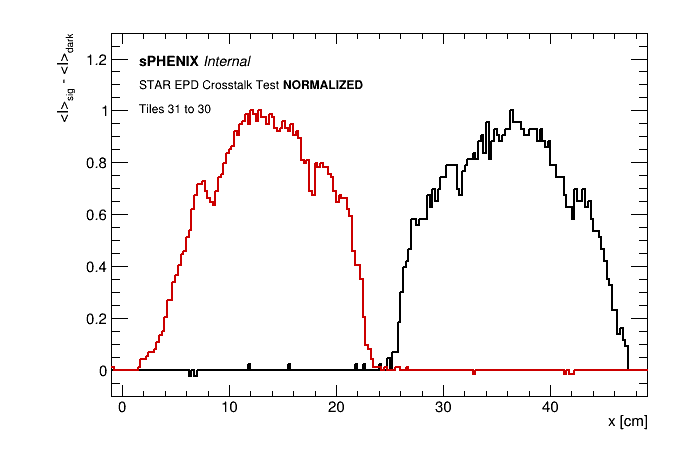 <I>sig - <I>dark
1.2
1
0.8
0.6
0.4
0.2
0
sPHENIX Internal
STAR EPD Crosstalk Test NORMALIZED
Tiles 31 to 30
0 10 20 30 40
x [cm]